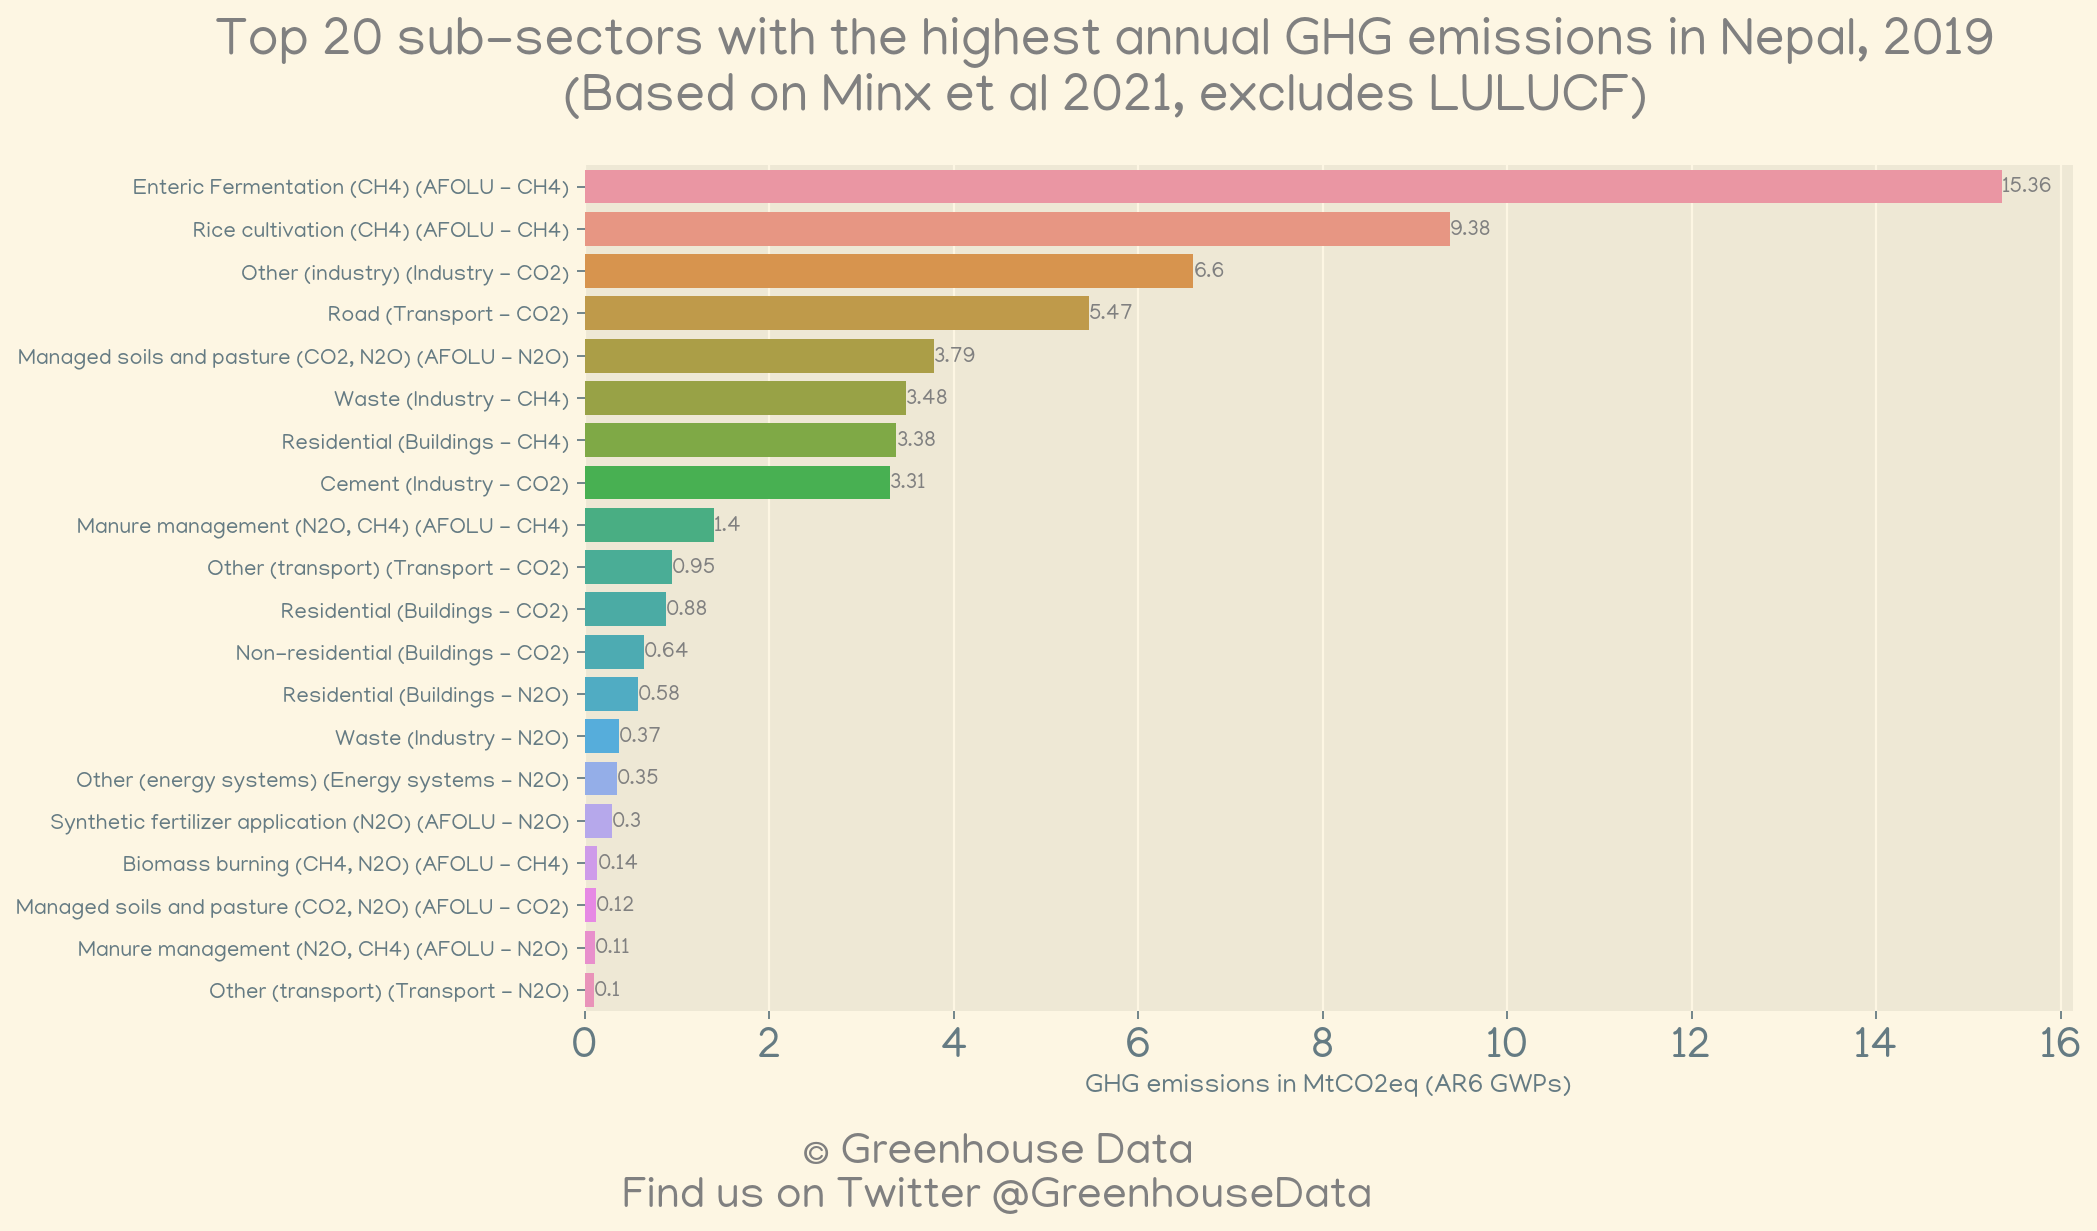 Top 20 sub-sectors with the highest annual GHG emissions in Nepal, 2019
(Based on Minx et al 2021, excludes LULUCF)
Enteric Fermentation (CH4) (AFOLU - CH4) 15.36
Rice cultivation (CH4) (AFOLU - CH4) 9.38
Other (industry) (Industry - CO2) 6.6
Road (Transport - CO2) 5.47
Managed soils and pasture (CO2, N2O) (AFOLU - N2O) 3.79
Waste (Industry - CH4) 3.48
Residential (Buildings - CH4) 3.38
Cement (Industry - CO2) 3.31
Manure management (N2O, CH4) (AFOLU - CH4) 1.4
Other (transport) (Transport - CO2) 0.95
Residential (Buildings - CO2) 0.88
Non-residential (Buildings - CO2) 0.64
Residential (Buildings - N2O) 0.58
Waste (Industry - N2O) 0.37
Other (energy systems) (Energy systems - N2O) 0.35
Synthetic fertilizer application (N2O) (AFOLU - N2O) 0.3
Biomass burning (CH4, N2O) (AFOLU - CH4) 0.14
Managed soils and pasture (CO2, N2O) (AFOLU - CO2) 0.12
Manure management (N2O, CH4) (AFOLU - N2O) 0.11
Other (transport) (Transport - N2O) 0.1
0 2 4 6 8 10 12 14 16
GHG emissions in MtCO2eq (AR6 GWPs)
© Greenhouse Data
Find us on Twitter @GreenhouseData